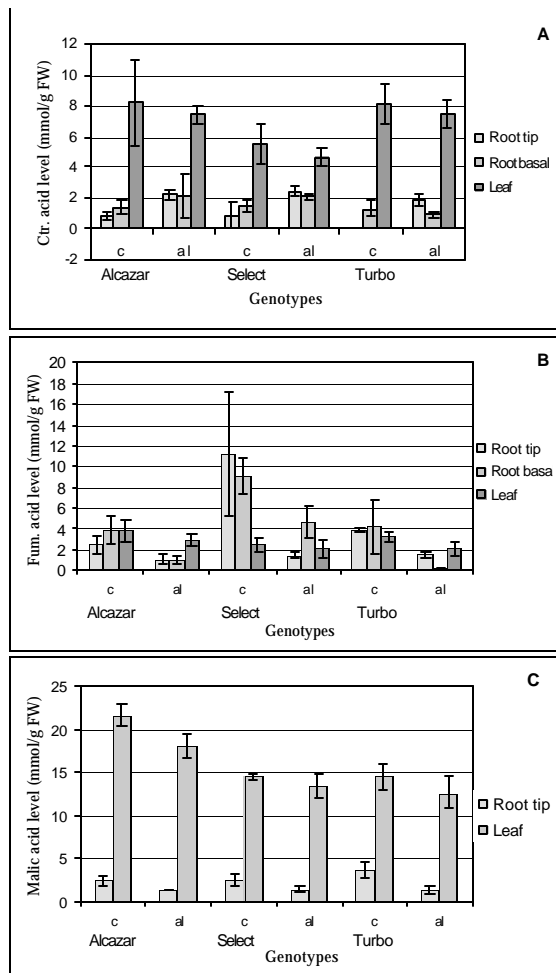 A
Ctr. acid level (mmol/g FW)
12
10
8
6
4
2
0
-2
c al c al c al
Alcazar Select Turbo
Genotypes
Root tip
Root basal
Leaf
B
Fum. acid level (mmol/g FW)
20
18
16
14
12
10
8
6
4
2
0
c al c al c al
Alcazar Select Turbo
Genotypes
Root tip
Root basa
Leaf
C
Malic acid level (mmol/g FW)
25
20
15
10
5
0
c al c al c al
Alcazar Select Turbo
Genotypes
Root tip
Leaf